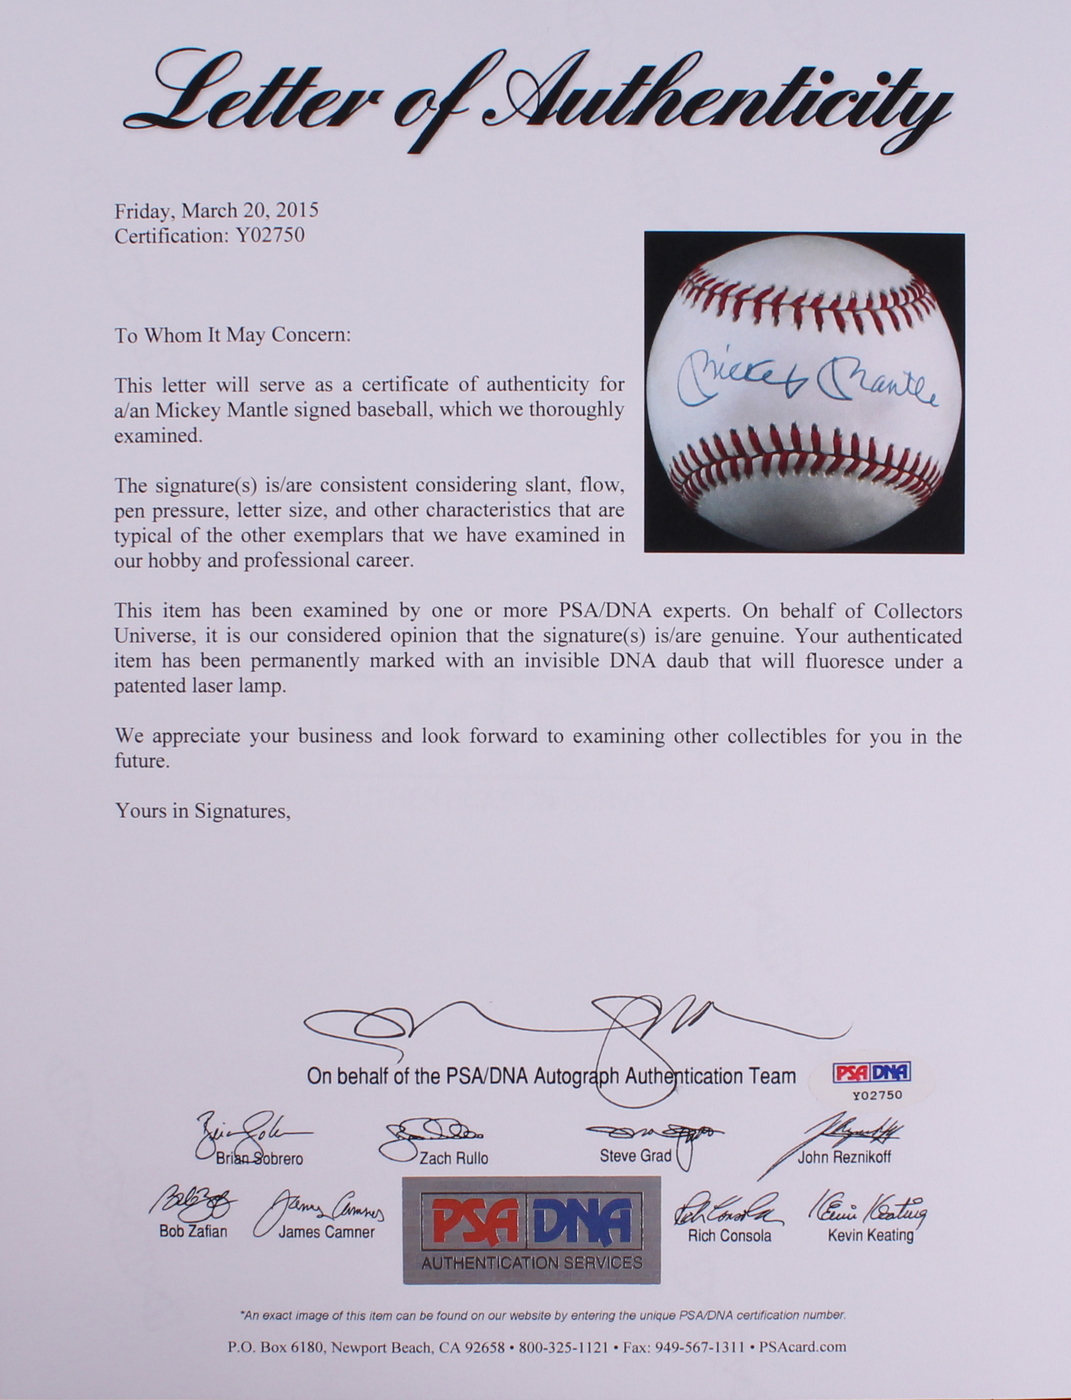 Letter of Authenticity
Friday, March 20, 2015
Certification: Y02750
To Whom It May Concern:
This letter will serve as a certificate of authenticity for
a/an Mickey Mantle signed baseball, which we thoroughly
examined.
Mickey Mantle
The signature(s) is/are consistent considering slant, flow,
pen pressure, letter size, and other characteristics that are
typical of the other exemplars that we have examined in
our hobby and professional career.
This item has been examined by one or more PSA/DNA experts. On behalf of Collectors
Universe, it is our considered opinion that the signature(s) is/are genuine. Your authenticated
item has been permanently marked with an invisible DNA daub that will fluoresce under a
patented laser lamp.
We appreciate your business and look forward to examining other collectibles for you in the
future.
Yours in Signatures,
On behalf of the PSA/DNA Autograph Authentication Team
PSA DNA
Y02750
Brian Sobrero
Zach Rullo
Steve Grad
John Reznikoff
Bob Zafian
James Camner
James Camner
PSA DNA
AUTHENTICATION SERVICES
Rich Consola
Rich Consola
Kevin Keating
Kevin Keating
*An exact image of this item can be found on our website by entering the unique PSA/DNA certification number.
P.O. Box 6180, Newport Beach, CA 92658 • 800-325-1121 • Fax: 949-567-1311 • PSAcard.com